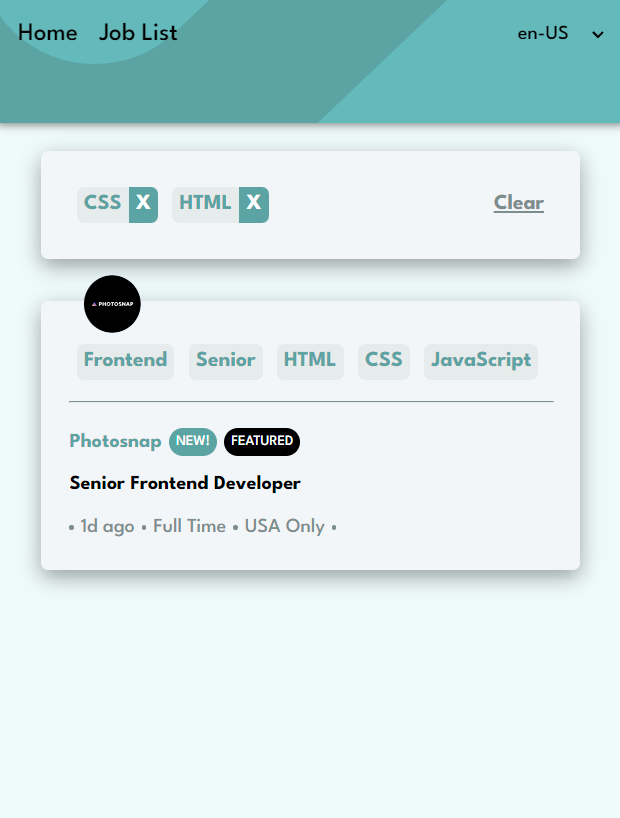 Home Job List en-US
CSS X HTML X Clear
PHOTOSNAP
Frontend Senior HTML CSS JavaScript
Photosnap NEW! FEATURED
Senior Frontend Developer
• 1d ago • Full Time • USA Only •